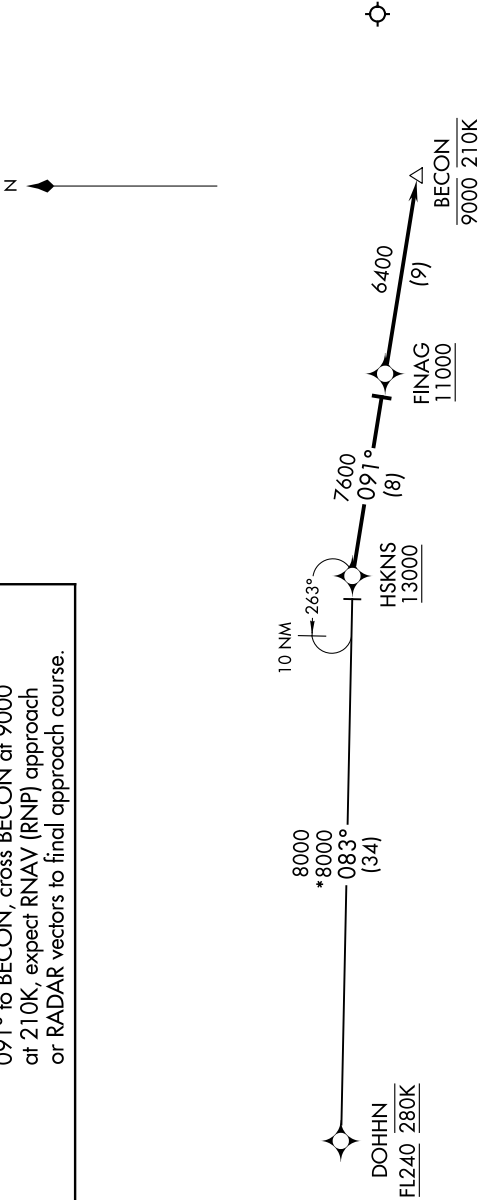 091° to BECON, cross BECON at 9000
at 210K, expect RNAV (RNP) approach
or RADAR vectors to final approach course.
N
DOHHN
FL240 280K
8000
*8000
083°
(34)
10 NM
263°
HSKNS
13000
7600
091°
(8)
FINAG
11000
6400
(9)
BECON
9000 210K